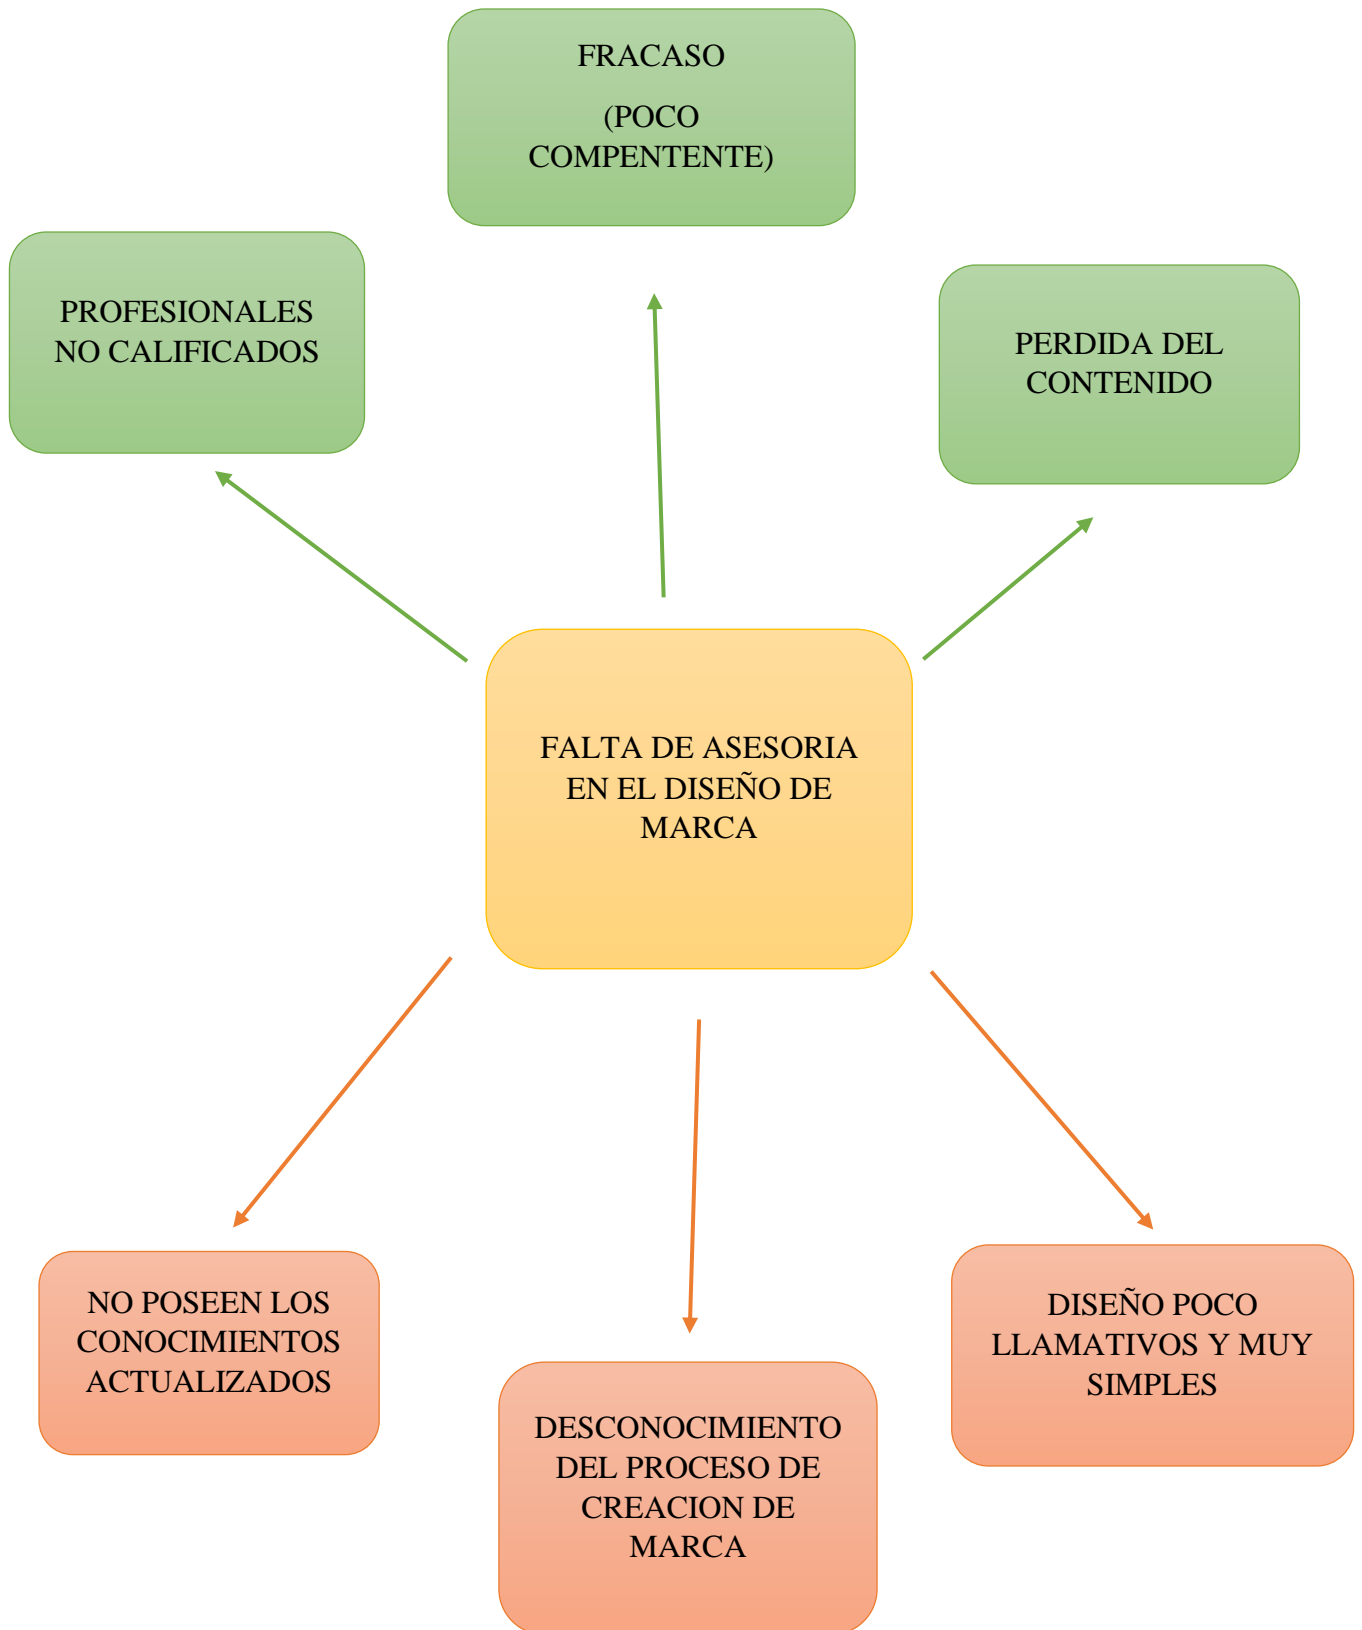 FRACASO
(POCO
COMPENTENTE)
PROFESIONALES
NO CALIFICADOS
PERDIDA DEL
CONTENIDO
FALTA DE ASESORIA
EN EL DISEÑO DE
MARCA
NO POSEEN LOS
CONOCIMIENTOS
ACTUALIZADOS
DESCONOCIMIENTO
DEL PROCESO DE
CREACION DE
MARCA
DISEÑO POCO
LLAMATIVOS Y MUY
SIMPLES